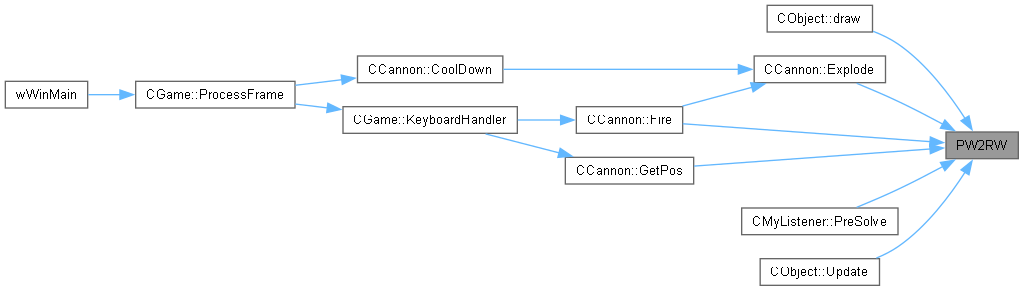 CObject::draw
CCannon::CoolDown
CCannon::Explode
wWinMain
CGame::ProcessFrame
CGame::KeyboardHandler
CCannon::Fire
PW2RW
CCannon::GetPos
CMyListener::PreSolve
CObject::Update